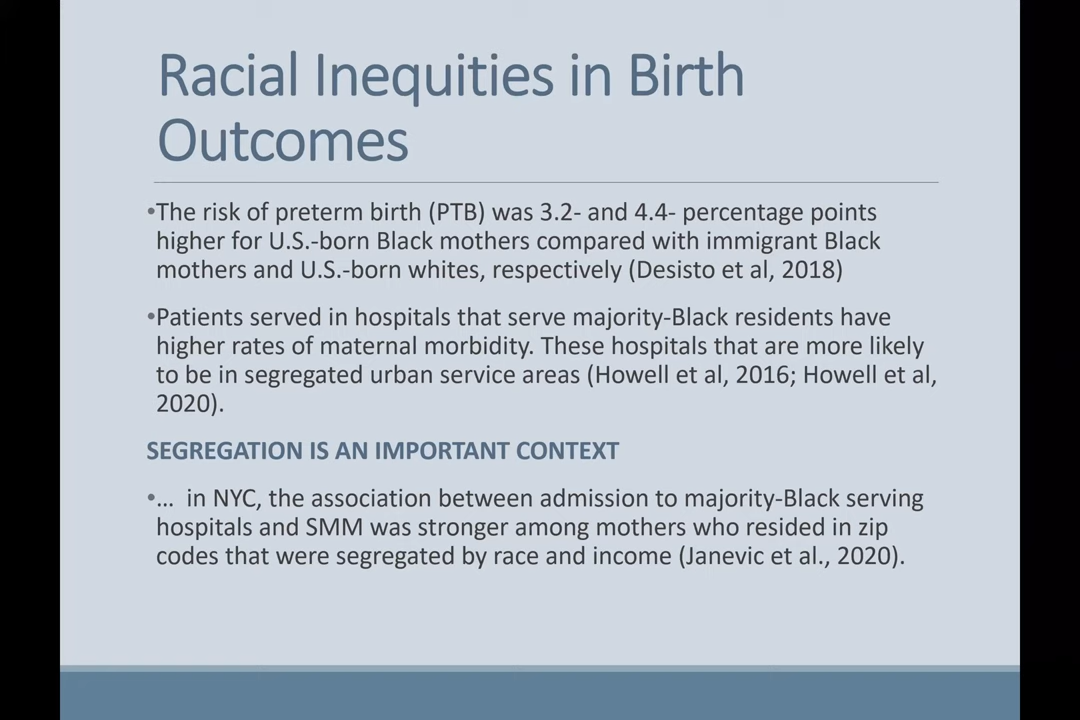 Racial Inequities in Birth
Outcomes
•The risk of preterm birth (PTB) was 3.2- and 4.4- percentage points
higher for U.S.-born Black mothers compared with immigrant Black
mothers and U.S.-born whites, respectively (Desisto et al, 2018)
•Patients served in hospitals that serve majority-Black residents have
higher rates of maternal morbidity. These hospitals that are more likely
to be in segregated urban service areas (Howell et al, 2016; Howell et al,
2020).
SEGREGATION IS AN IMPORTANT CONTEXT
•… in NYC, the association between admission to majority-Black serving
hospitals and SMM was stronger among mothers who resided in zip
codes that were segregated by race and income (Janevic et al., 2020).